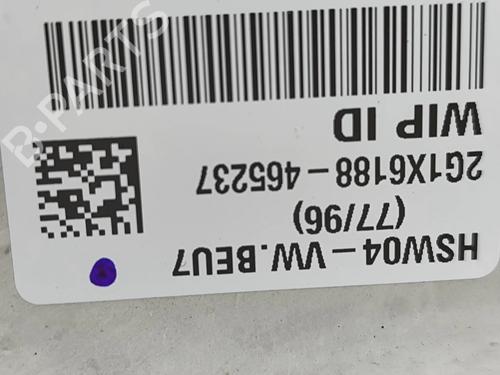 HSW04-VW.BEU7
(77/96)
2G1X6188-465237
WIP ID
B-PARTS